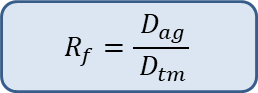 R_f = D_ag / D_tm